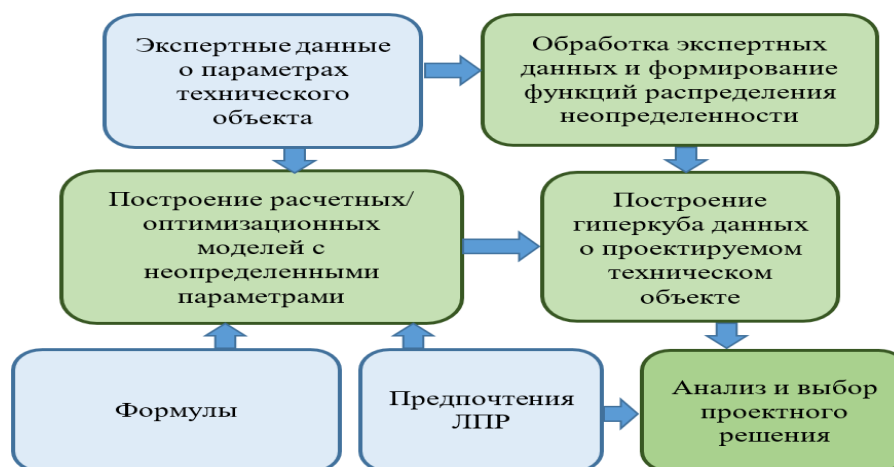 Экспертные данные
о параметрах
технического
объекта
Обработка экспертных
данных и формирование
функций распределения
неопределенности
Построение расчетных/
оптимизационных
моделей с
неопределенными
параметрами
Построение
гиперкуба данных
о проектируемом
техническом
объекте
Формулы
Предпочтения
ЛПР
Анализ и выбор
проектного
решения